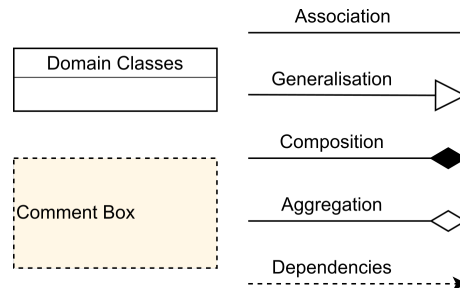 Association
Domain Classes
Generalisation
Composition
Comment Box
Aggregation
Dependencies